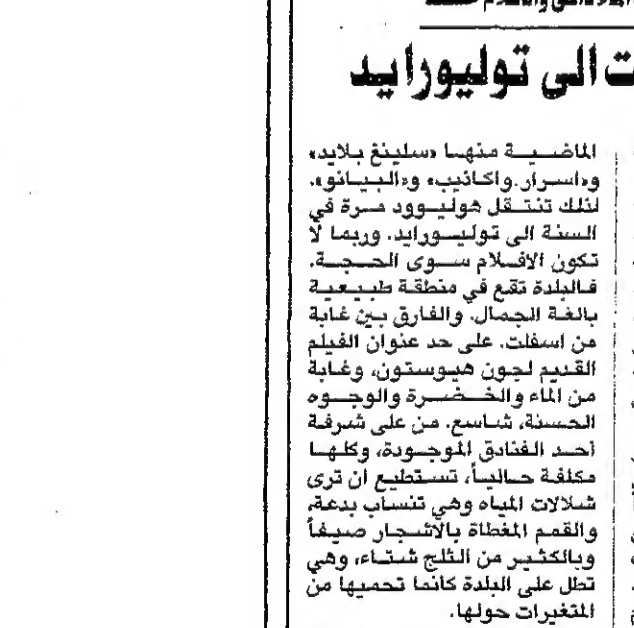 ت الى توليورايد
الماضية منها «سلينغ بلايد»
و«اسرار واكاذيب» و«البيانو».
لذلك تنتقل هوليوود مرة في
السنة الى توليورايد. وربما لا
تكون الافلام سوى الحجة.
فالبلدة تقع في منطقة طبيعية
بالغة الجمال. والفارق بين غابة
من اسفلت، على حد عنوان الفيلم
القديم لجون هيوستون، وغابة
من الماء والخضرة والوجوه
الحسنة، شاسع. من على شرفة
أحد الفنادق الموجودة، وكلها
مكلفة حالياً، تستطيع ان ترى
شلالات المياه وهي تنساب بدعة،
والقمم المغطاة بالأشجار صيفاً
وبالكثير من الثلج شتاء، وهي
تطل على البلدة كأنما تحميها من
المتغيرات حولها.